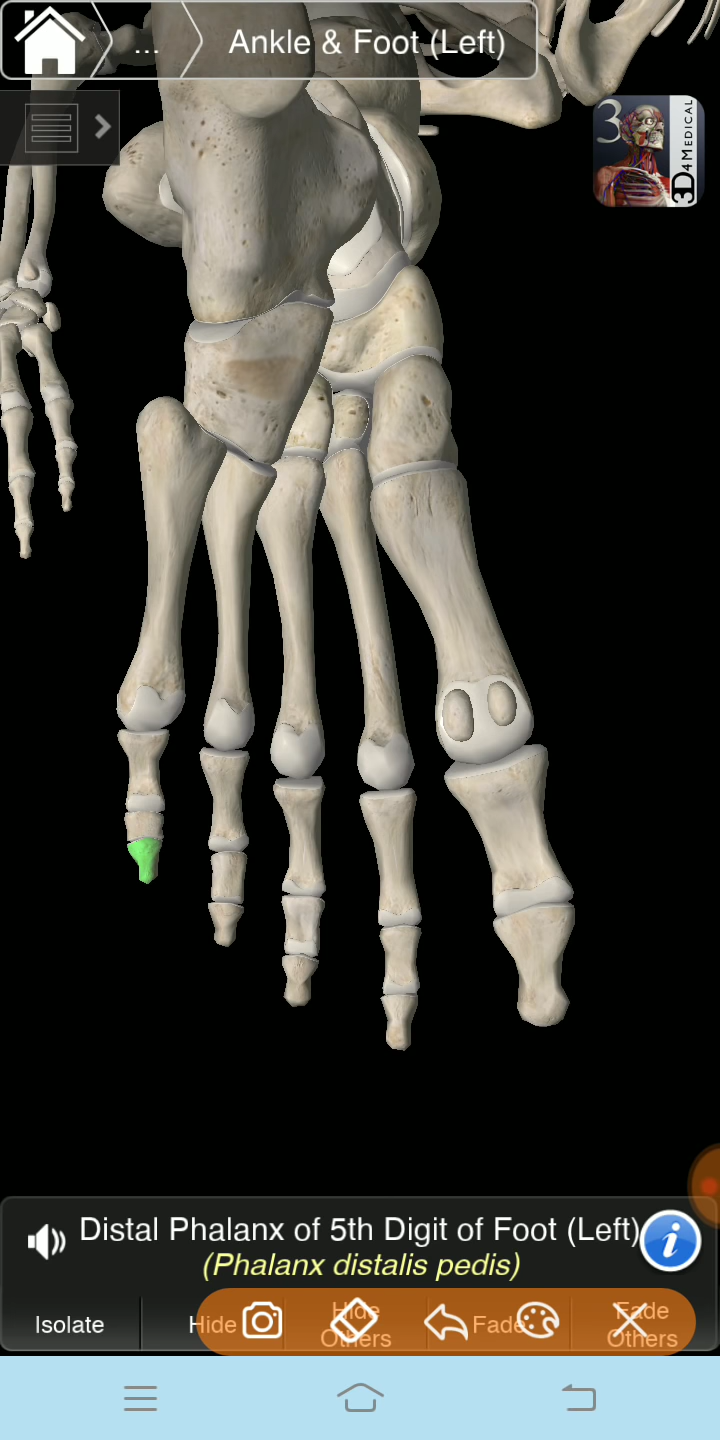 ... Ankle & Foot (Left)
3
3D4MEDICAL
Distal Phalanx of 5th Digit of Foot (Left)
(Phalanx distalis pedis)
i
Isolate Hide Hide Others Fade Fade Others